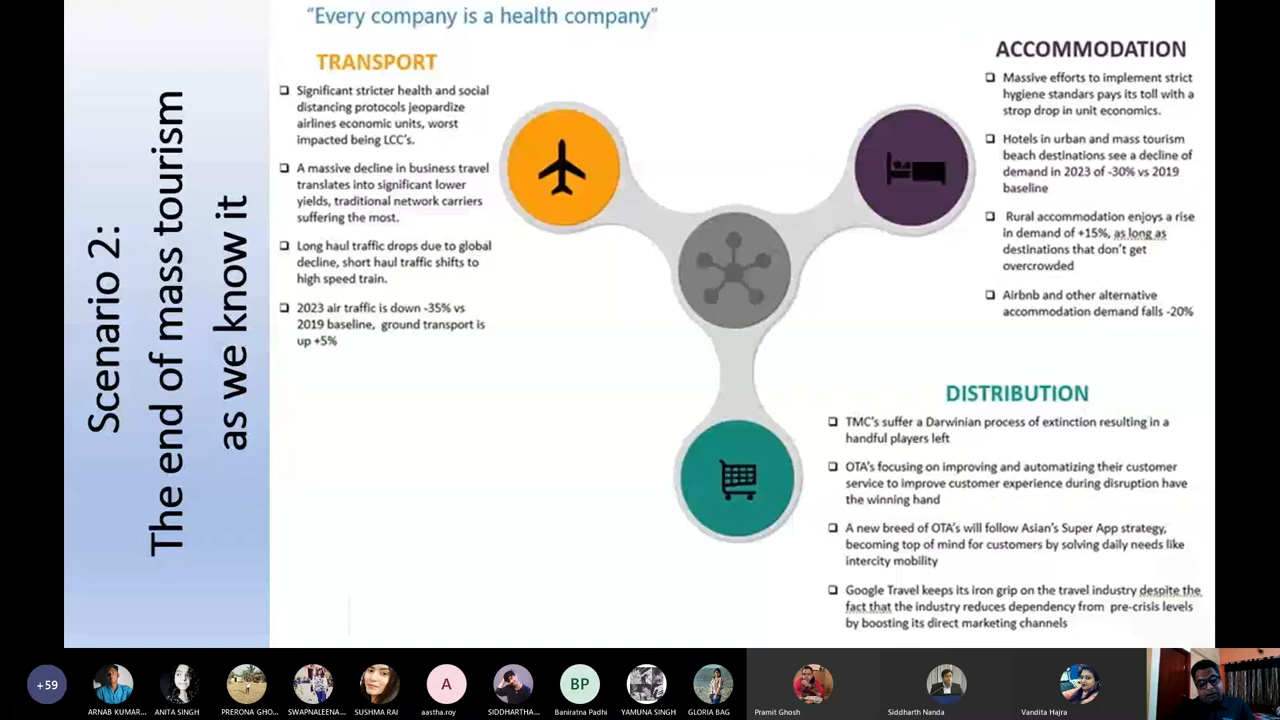 "Every company is a health company"
Scenario 2:
The end of mass tourism
as we know it
TRANSPORT
Significant stricter health and social
distancing protocols jeopardize
airlines economic units, worst
impacted being LCC's.
A massive decline in business travel
translates into significant lower
yields, traditional network carriers
suffering the most.
Long haul traffic drops due to global
decline, short haul traffic shifts to
high speed train.
2023 air traffic is down -35% vs
2019 baseline, ground transport is
up +5%
ACCOMMODATION
Massive efforts to implement strict
hygiene standars pays its toll with a
strop drop in unit economics.
Hotels in urban and mass tourism
beach destinations see a decline of
demand in 2023 of -30% vs 2019
baseline
Rural accommodation enjoys a rise
in demand of +15%, as long as
destinations that don't get
overcrowded
Airbnb and other alternative
accommodation demand falls -20%
DISTRIBUTION
TMC's suffer a Darwinian process of extinction resulting in a
handful players left
OTA's focusing on improving and automatizing their customer
service to improve customer experience during disruption have
the winning hand
A new breed of OTA's will follow Asian's Super App strategy,
becoming top of mind for customers by solving daily needs like
intercity mobility
Google Travel keeps its iron grip on the travel industry despite the
fact that the industry reduces dependency from pre-crisis levels
by boosting its direct marketing channels
+59
ARNAB KUMAR...
ANITA SINGH
PRERONA GHO...
SWAPNALEENA...
SUSHMA RAI
A
aastha.roy
SIDDHARTHA...
BP
Baniratna Padhi
YAMUNA SINGH
GLORIA BAG
Pramit Ghosh
Siddharth Nanda
Vandita Hajra